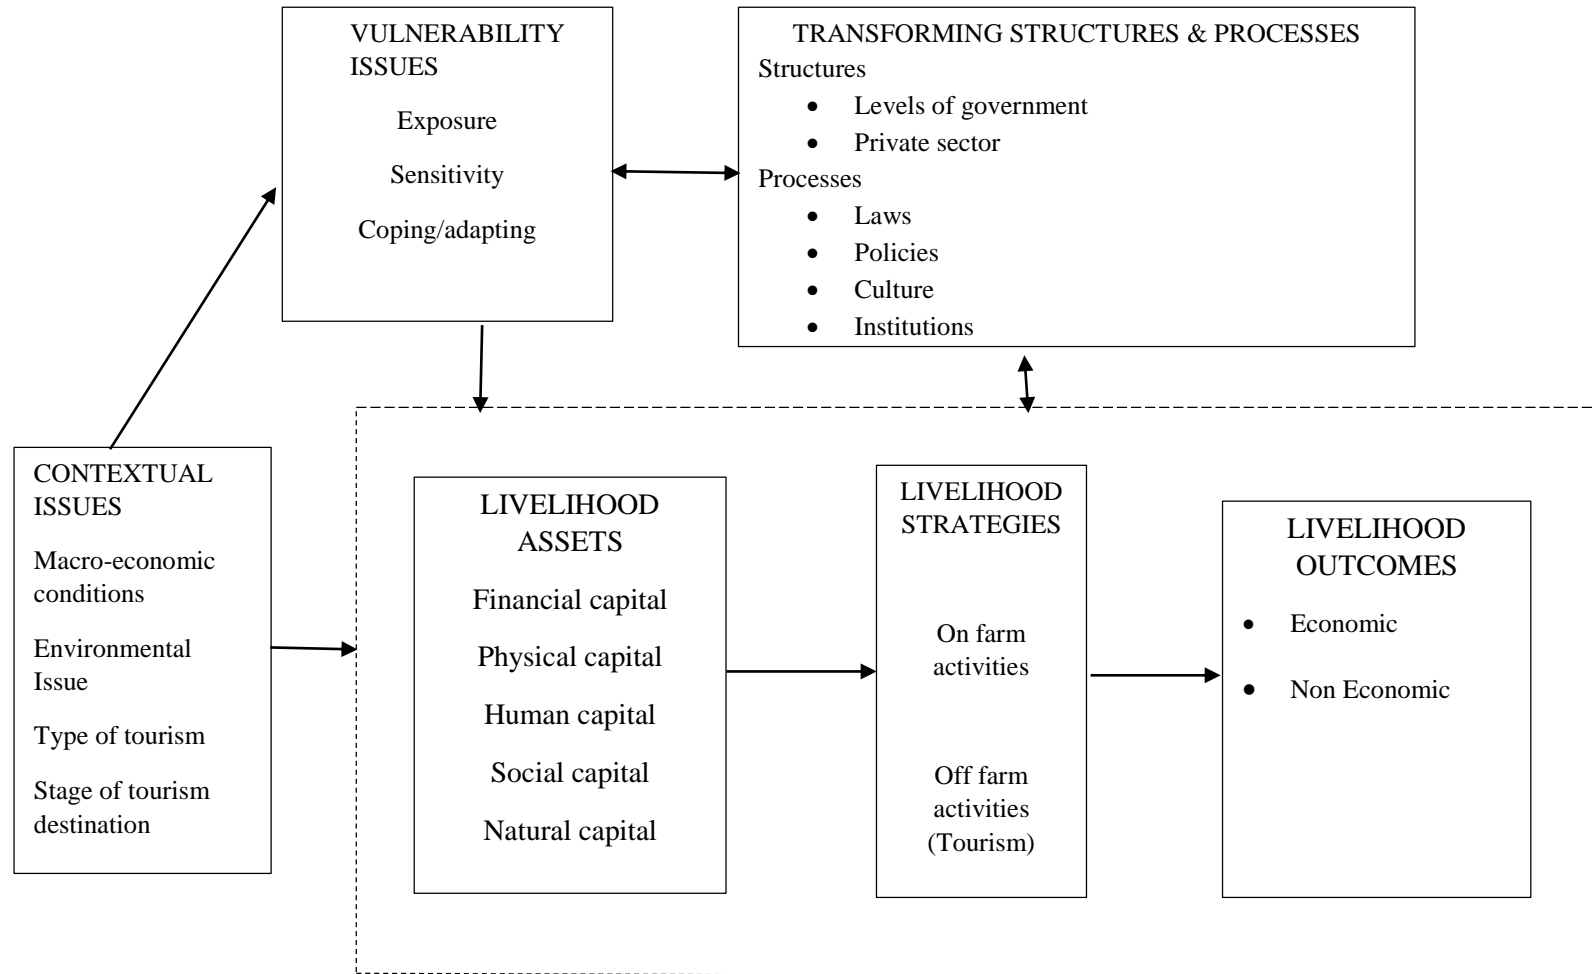 VULNERABILITY
ISSUES
Exposure
Sensitivity
Coping/adapting
TRANSFORMING STRUCTURES & PROCESSES
Structures
• Levels of government
• Private sector
Processes
• Laws
• Policies
• Culture
• Institutions
CONTEXTUAL
ISSUES
Macro-economic
conditions
Environmental
Issue
Type of tourism
Stage of tourism
destination
LIVELIHOOD
ASSETS
Financial capital
Physical capital
Human capital
Social capital
Natural capital
LIVELIHOOD
STRATEGIES
On farm
activities
Off farm
activities
(Tourism)
LIVELIHOOD
OUTCOMES
• Economic
• Non Economic